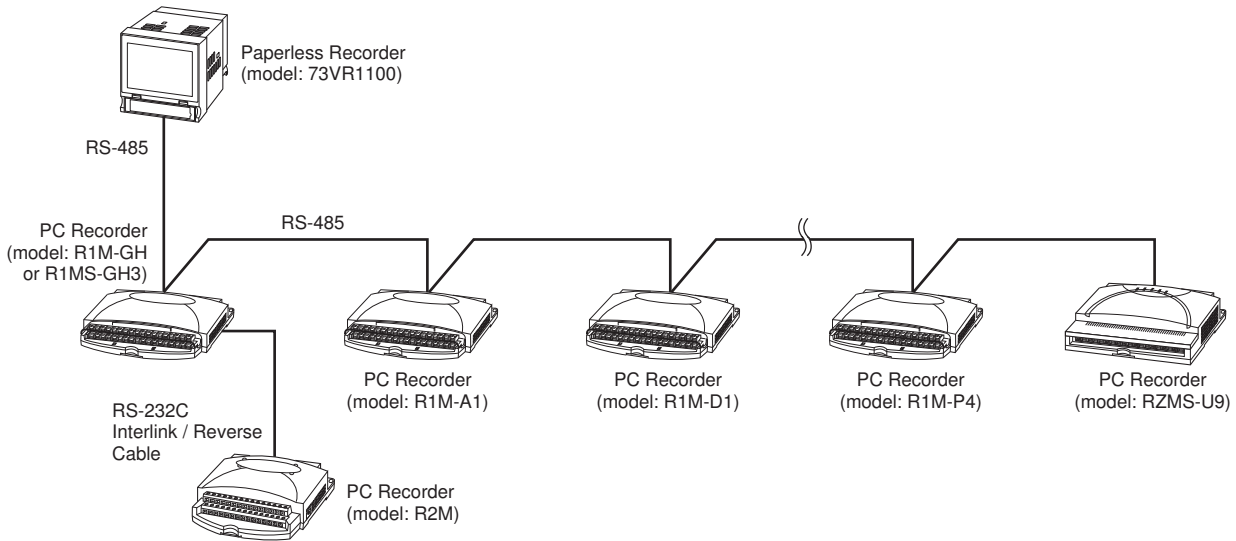 Paperless Recorder
(model: 73VR1100)
RS-485
PC Recorder
(model: R1M-GH
or R1MS-GH3)
RS-485
PC Recorder
(model: R1M-A1)
PC Recorder
(model: R1M-D1)
PC Recorder
(model: R1M-P4)
PC Recorder
(model: RZMS-U9)
RS-232C
Interlink / Reverse
Cable
PC Recorder
(model: R2M)